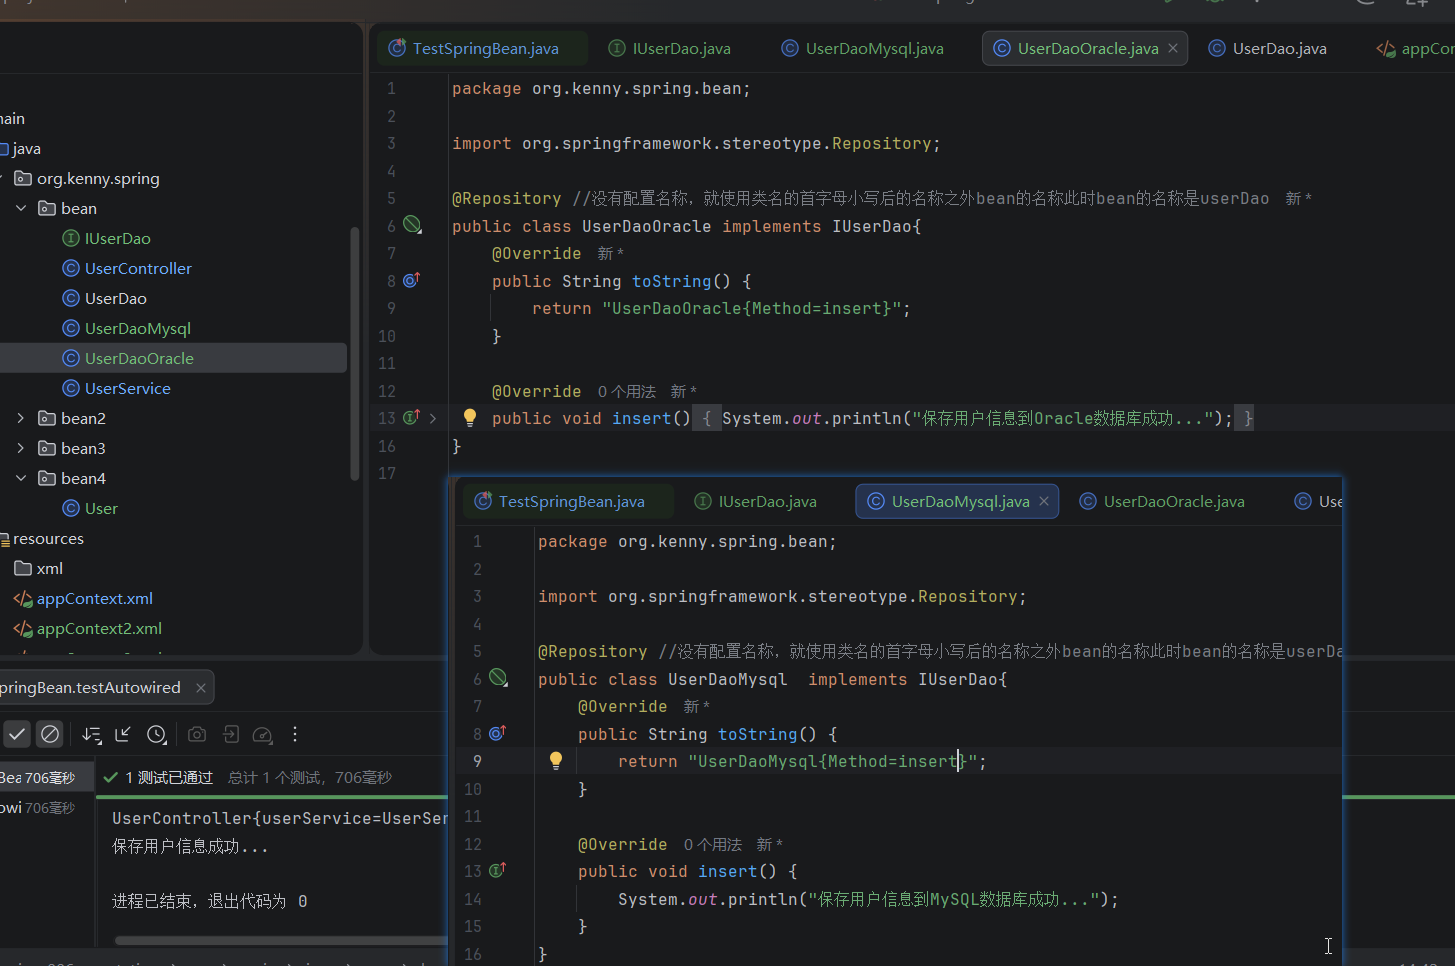 TestSpringBean.java IUserDao.java UserDaoMysql.java UserDaoOracle.java UserDao.java appCon
java
org.kenny.spring
bean
IUserDao
UserController
UserDao
UserDaoMysql
UserDaoOracle
UserService
bean2
bean3
bean4
User
resources
xml
appContext.xml
appContext2.xml
1 package org.kenny.spring.bean;
2
3 import org.springframework.stereotype.Repository;
4
5 @Repository //没有配置名称，就使用类名的首字母小写后的名称之外bean的名称此时bean的名称是userDao 新 *
6 public class UserDaoOracle implements IUserDao{
7 @Override 新 *
8 public String toString() {
9 return "UserDaoOracle{Method=insert}";
10 }
11
12 @Override 0 个用法 新 *
13 public void insert() { System.out.println("保存用户信息到Oracle数据库成功..."); }
16 }
17
TestSpringBean.java IUserDao.java UserDaoMysql.java UserDaoOracle.java Use
1 package org.kenny.spring.bean;
2
3 import org.springframework.stereotype.Repository;
4
5 @Repository //没有配置名称，就使用类名的首字母小写后的名称之外bean的名称此时bean的名称是userDa
6 public class UserDaoMysql implements IUserDao{
7 @Override 新 *
8 public String toString() {
9 return "UserDaoMysql{Method=insert}";
10 }
11
12 @Override 0 个用法 新 *
13 public void insert() {
14 System.out.println("保存用户信息到MySQL数据库成功...");
15 }
16 }
pringBean.testAutowired
Bea 706毫秒
owi 706毫秒
1 测试已通过 总计 1 个测试，706毫秒
UserController{userService=UserSer
保存用户信息成功...
进程已结束，退出代码为 0